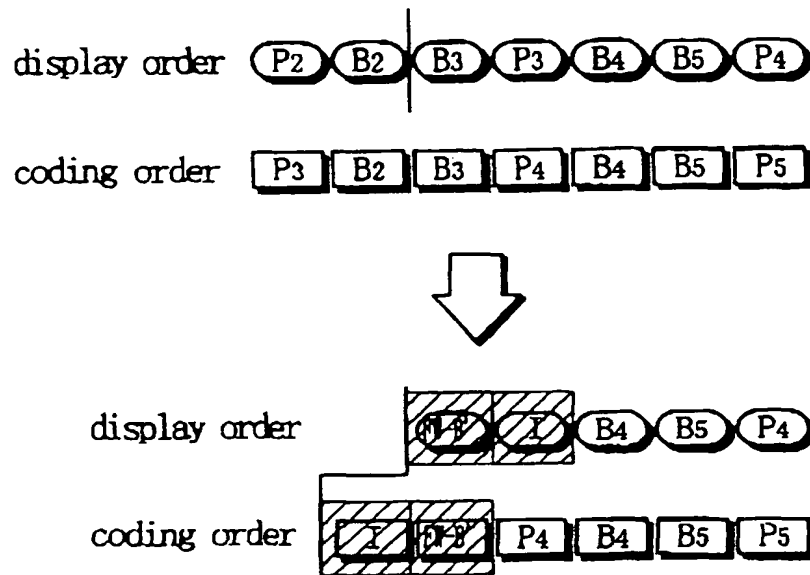 display order P2 B2 B3 P3 B4 B5 P4
coding order P3 B2 B3 P4 B4 B5 P5
display order I B4 B5 P4
coding order I P4 B4 B5 P5